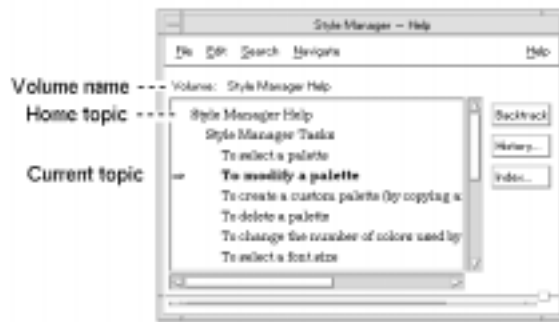 Style Manager – Help
File Edit Search Navigate Help
Volume name
Volume: Style Manager Help
Home topic
Style Manager Help
Backtrack
Style Manager Tasks
To select a palette
History...
Current topic
To modify a palette
Index...
To create a custom palette (by copying a
To delete a palette
To change the number of colors used by
To select a font size